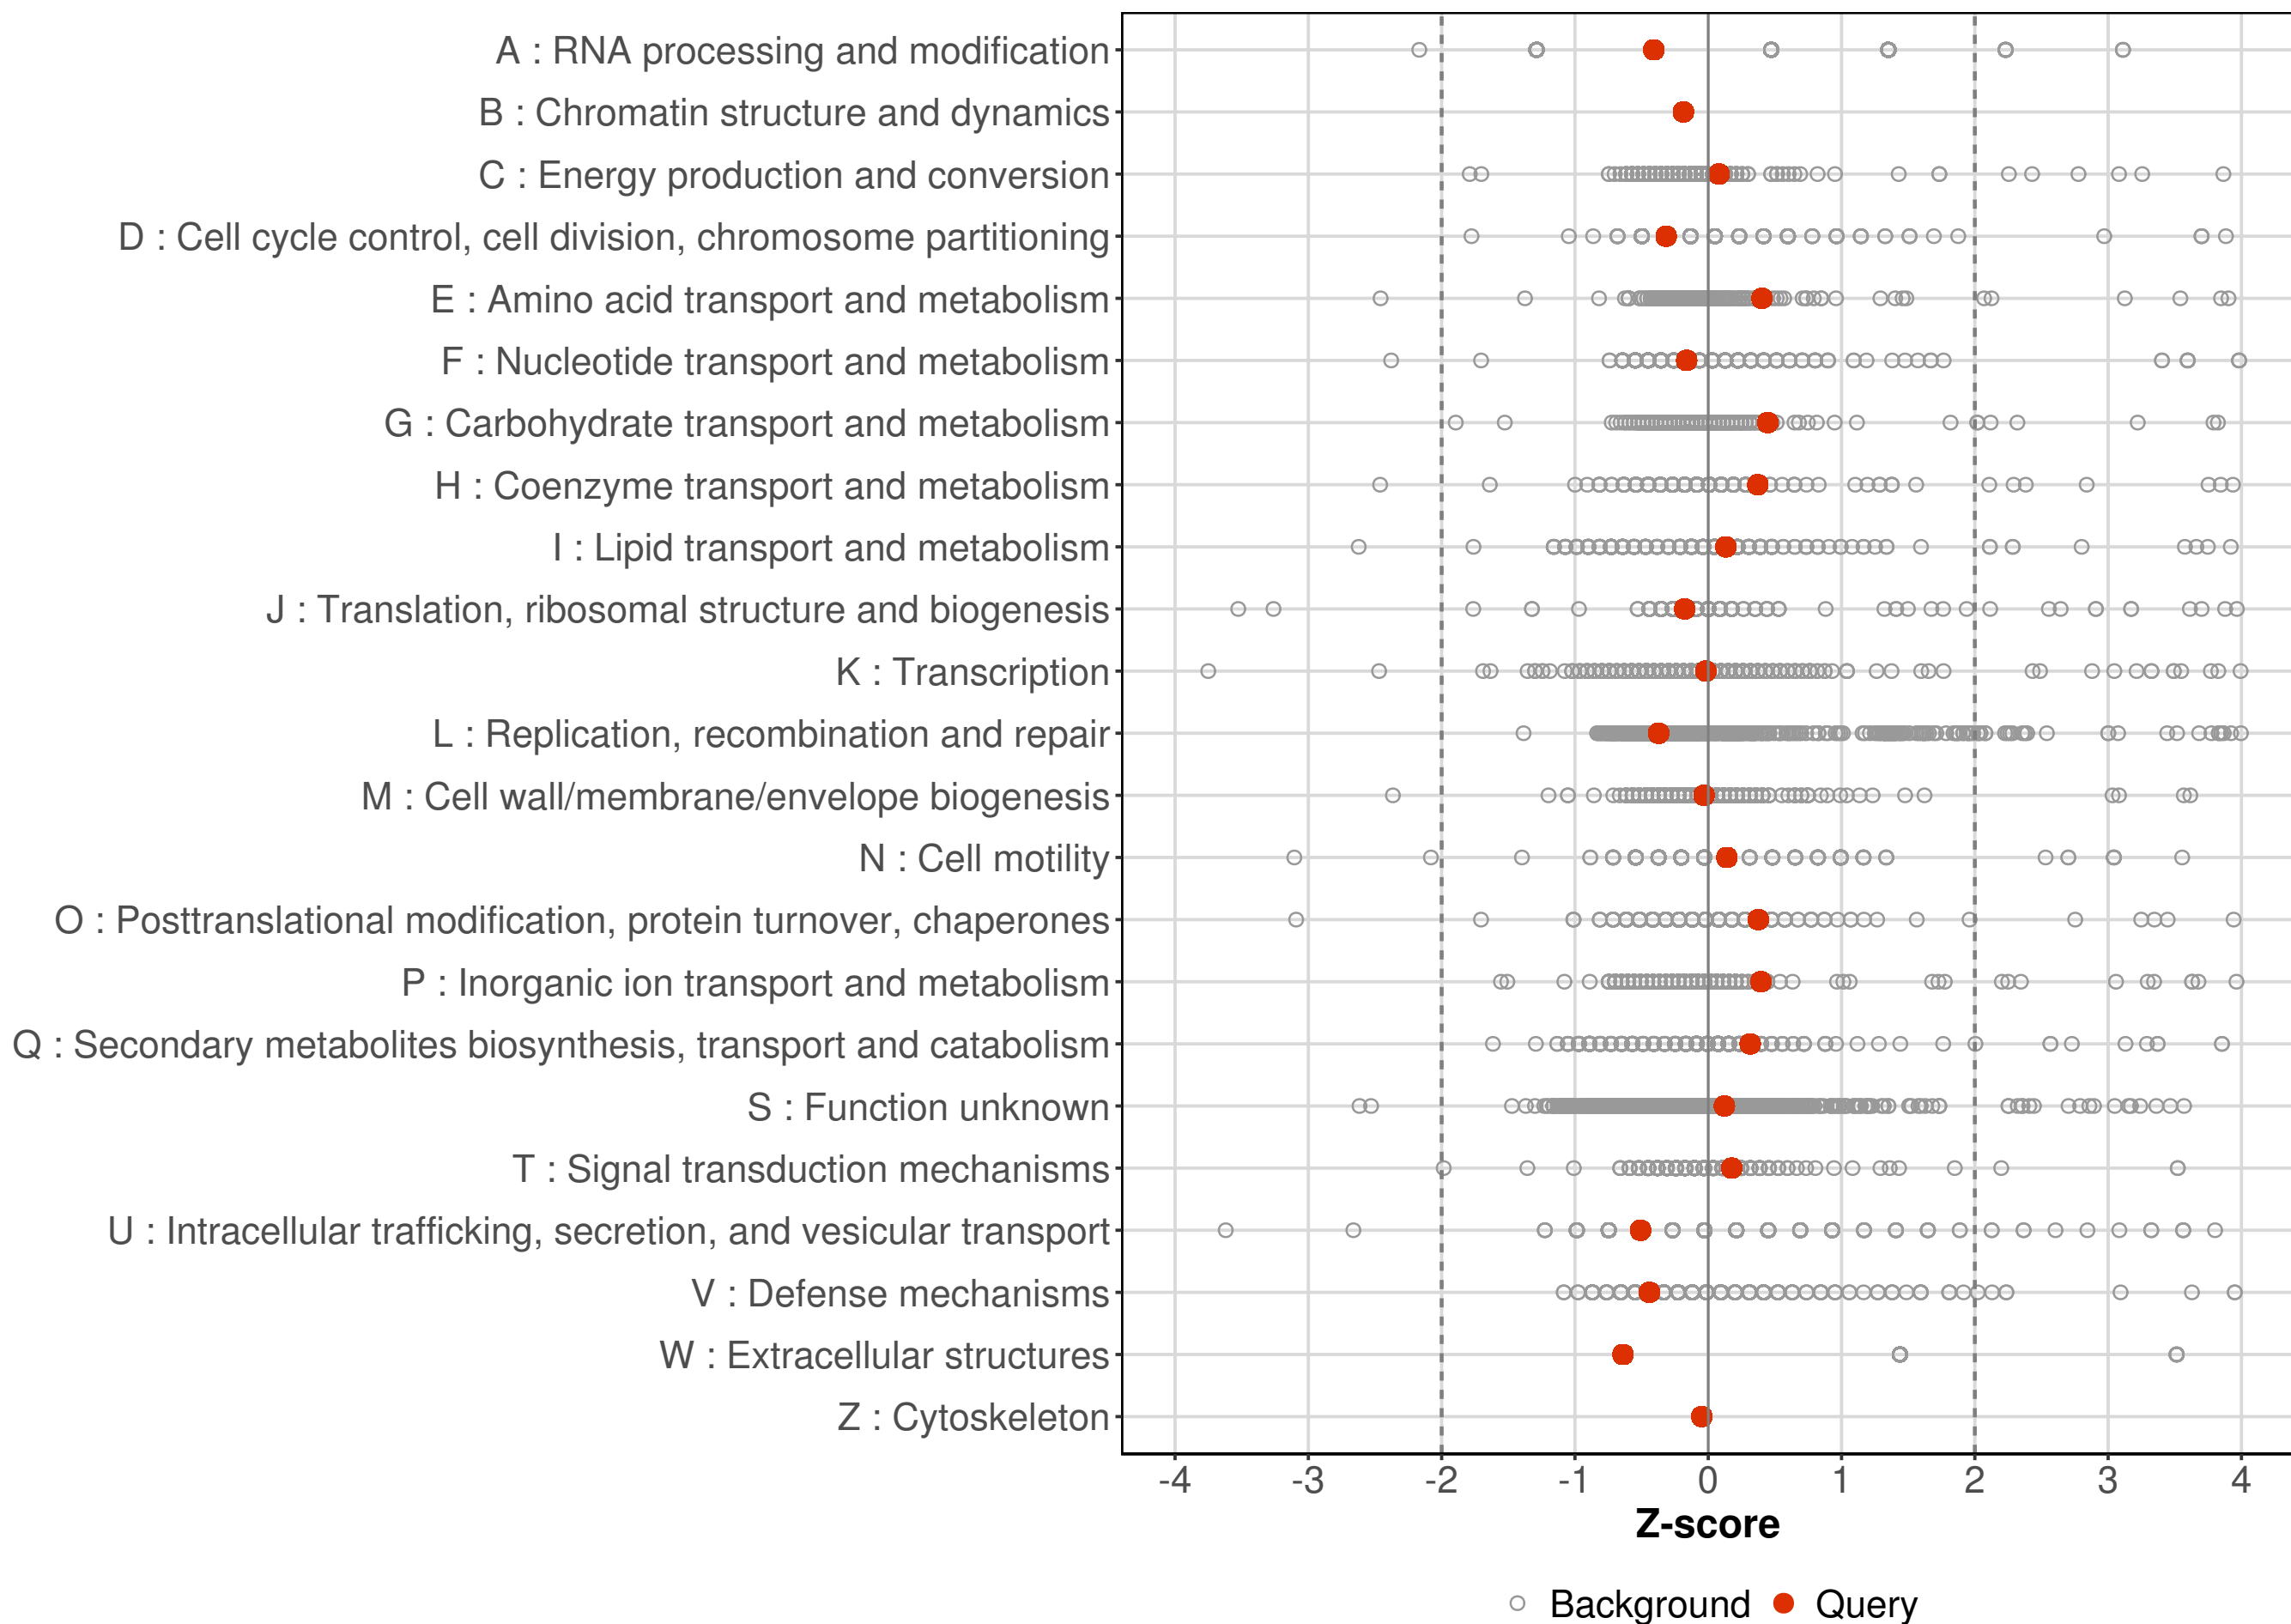 A : RNA processing and modification
B : Chromatin structure and dynamics
C : Energy production and conversion
D : Cell cycle control, cell division, chromosome partitioning
E : Amino acid transport and metabolism
F : Nucleotide transport and metabolism
G : Carbohydrate transport and metabolism
H : Coenzyme transport and metabolism
I : Lipid transport and metabolism
J : Translation, ribosomal structure and biogenesis
K : Transcription
L : Replication, recombination and repair
M : Cell wall/membrane/envelope biogenesis
N : Cell motility
O : Posttranslational modification, protein turnover, chaperones
P : Inorganic ion transport and metabolism
Q : Secondary metabolites biosynthesis, transport and catabolism
S : Function unknown
T : Signal transduction mechanisms
U : Intracellular trafficking, secretion, and vesicular transport
V : Defense mechanisms
W : Extracellular structures
Z : Cytoskeleton
-4 -3 -2 -1 0 1 2 3 4
Z-score
Background Query